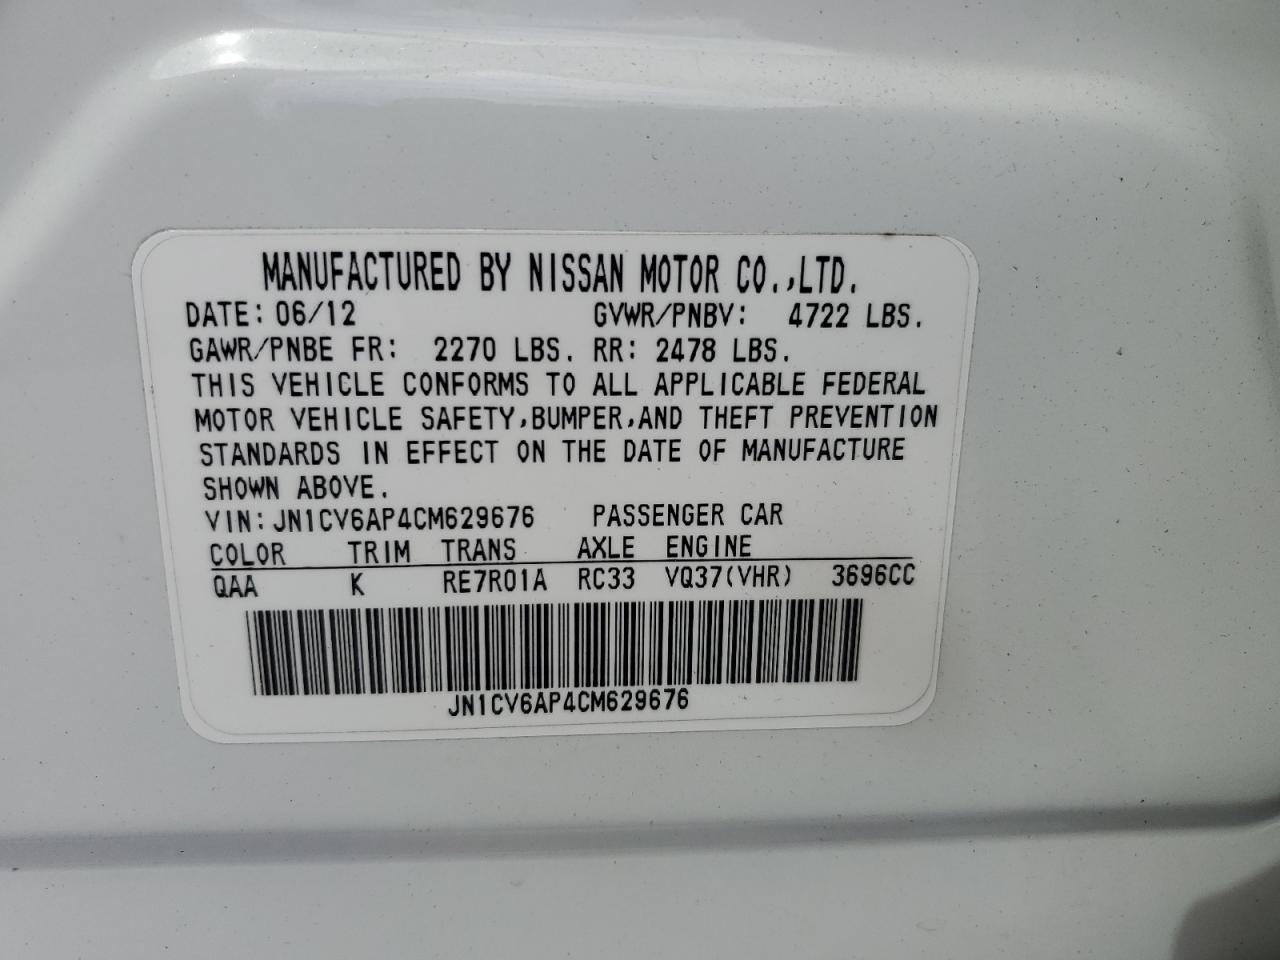 MANUFACTURED BY NISSAN MOTOR CO.,LTD.
DATE: 06/12 GVWR/PNBV: 4722 LBS.
GAWR/PNBE FR: 2270 LBS. RR: 2478 LBS.
THIS VEHICLE CONFORMS TO ALL APPLICABLE FEDERAL
MOTOR VEHICLE SAFETY,BUMPER,AND THEFT PREVENTION
STANDARDS IN EFFECT ON THE DATE OF MANUFACTURE
SHOWN ABOVE.
VIN: JN1CV6AP4CM629676 PASSENGER CAR
COLOR TRIM TRANS AXLE ENGINE
QAA K RE7R01A RC33 VQ37(VHR) 3696CC
JN1CV6AP4CM629676